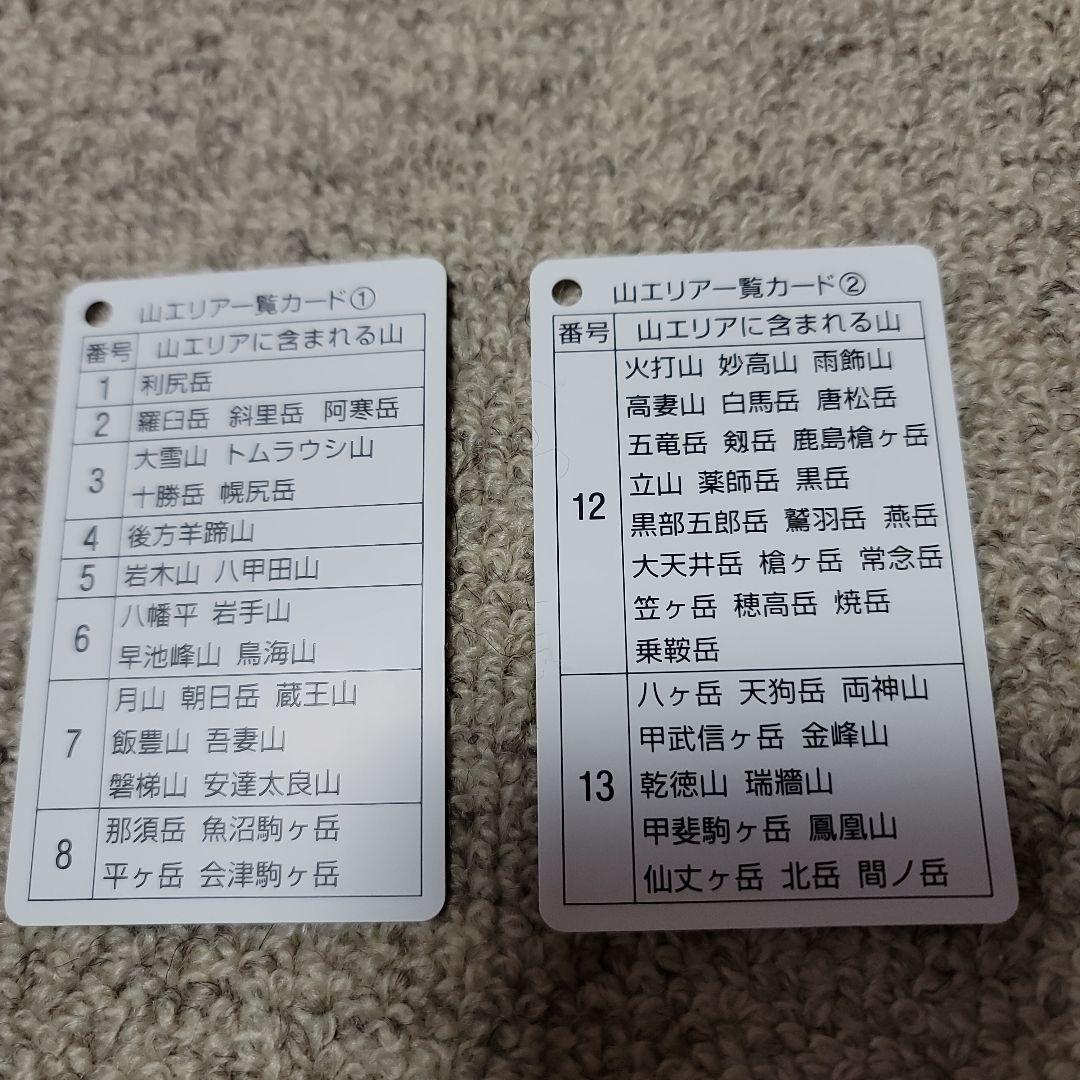 山エリア一覧カード①
番号 山エリアに含まれる山
1 利尻岳
2 羅臼岳 斜里岳 阿寒岳
3 大雪山 トムラウシ山
十勝岳 幌尻岳
4 後方羊蹄山
5 岩木山 八甲田山
6 八幡平 岩手山
早池峰山 鳥海山
7 月山 朝日岳 蔵王山
飯豊山 吾妻山
磐梯山 安達太良山
8 那須岳 魚沼駒ヶ岳
平ヶ岳 会津駒ヶ岳
山エリア一覧カード②
番号 山エリアに含まれる山
12 火打山 妙高山 雨飾山
高妻山 白馬岳 唐松岳
五竜岳 剱岳 鹿島槍ヶ岳
立山 薬師岳 黒岳
黒部五郎岳 鷲羽岳 燕岳
大天井岳 槍ヶ岳 常念岳
笠ヶ岳 穂高岳 焼岳
乗鞍岳
13 八ヶ岳 天狗岳 両神山
甲武信ヶ岳 金峰山
乾徳山 瑞牆山
甲斐駒ヶ岳 鳳凰山
仙丈ヶ岳 北岳 間ノ岳